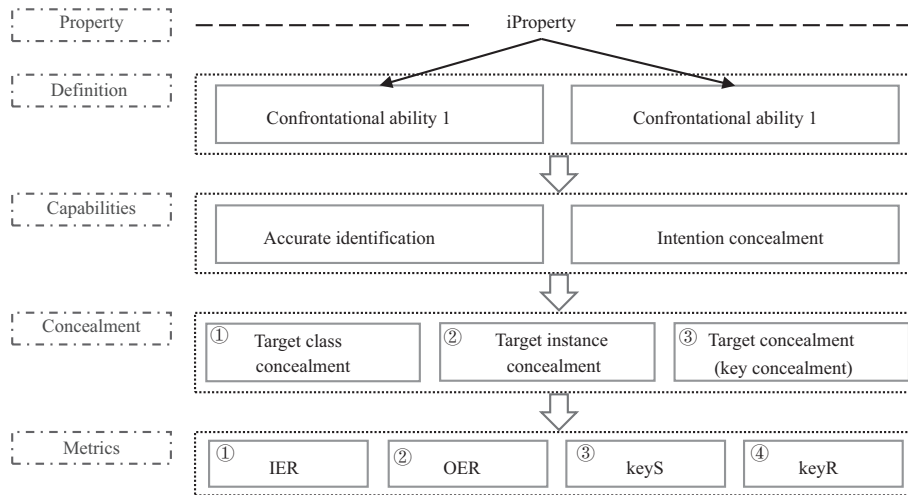 Property
iProperty
Definition
Confrontational ability 1
Confrontational ability 1
Capabilities
Accurate identification
Intention concealment
Concealment
①
Target class
concealment
②
Target instance
concealment
③
Target concealment
(key concealment)
Metrics
①
IER
②
OER
③
keyS
④
keyR